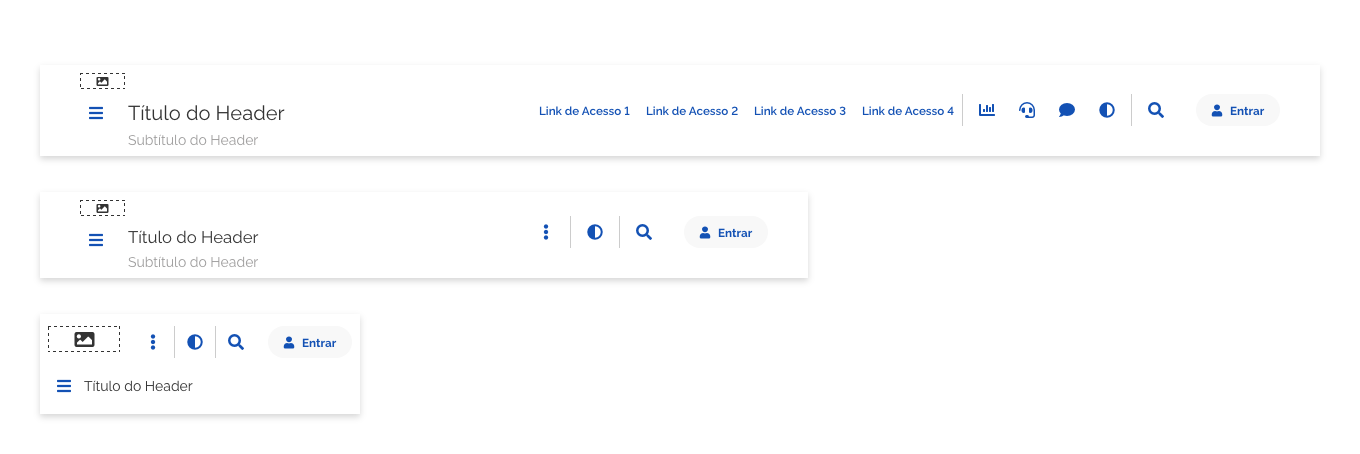 Título do Header
Subtítulo do Header
Link de Acesso 1 Link de Acesso 2 Link de Acesso 3 Link de Acesso 4 Entrar
Título do Header
Subtítulo do Header
Entrar
Entrar
Título do Header